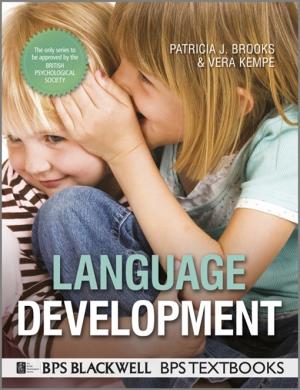 PATRICIA J. BROOKS
& VERA KEMPE
The only series to
be approved by the
BRITISH
PSYCHOLOGICAL
SOCIETY
LANGUAGE
DEVELOPMENT
BPS BLACKWELL BPS TEXTBOOKS